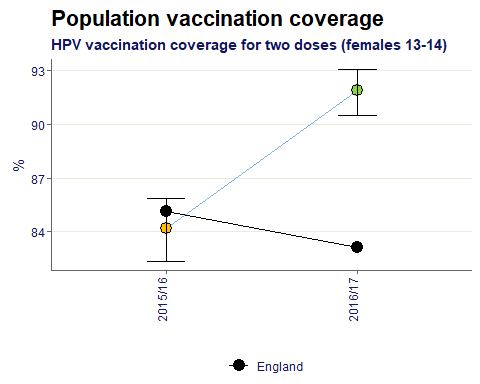 Population vaccination coverage
HPV vaccination coverage for two doses (females 13-14)
93
90
87
84
%
2015/16
2016/17
England